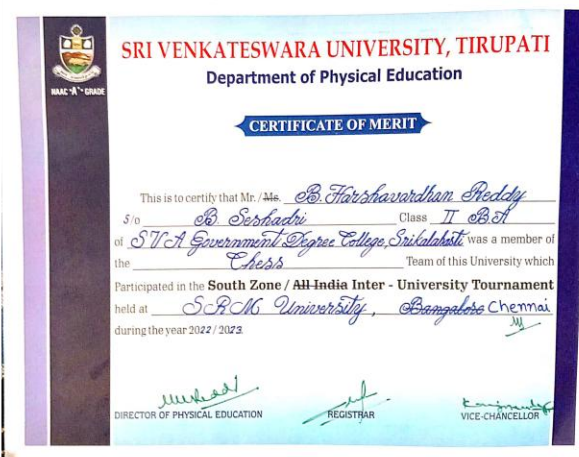 SRI VENKATESWARA UNIVERSITY, TIRUPATI
Department of Physical Education
NAAC "A+" GRADE
CERTIFICATE OF MERIT
This is to certify that Mr. / Ms. B. Harshavardhan Reddy
S/o B. Seshadri Class II B.A
of S V A Government Degree College, Srikalahasti was a member of
the Chess Team of this University which
Participated in the South Zone / All India Inter - University Tournament
held at SRM University, Bangalore Chennai
during the year 2022 / 2023
DIRECTOR OF PHYSICAL EDUCATION REGISTRAR VICE-CHANCELLOR